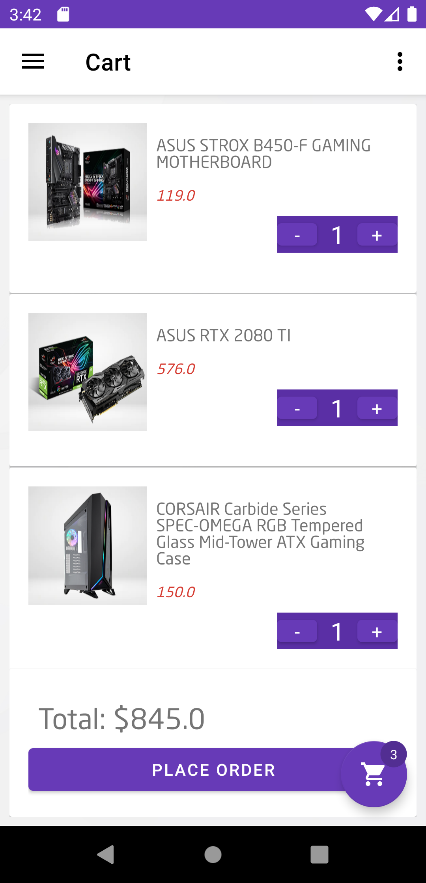 3:42
Cart
ASUS STROX B450-F GAMING
MOTHERBOARD
119.0
- 1 +
ASUS RTX 2080 TI
576.0
- 1 +
CORSAIR Carbide Series
SPEC-OMEGA RGB Tempered
Glass Mid-Tower ATX Gaming
Case
150.0
- 1 +
Total: $845.0
PLACE ORDER
3